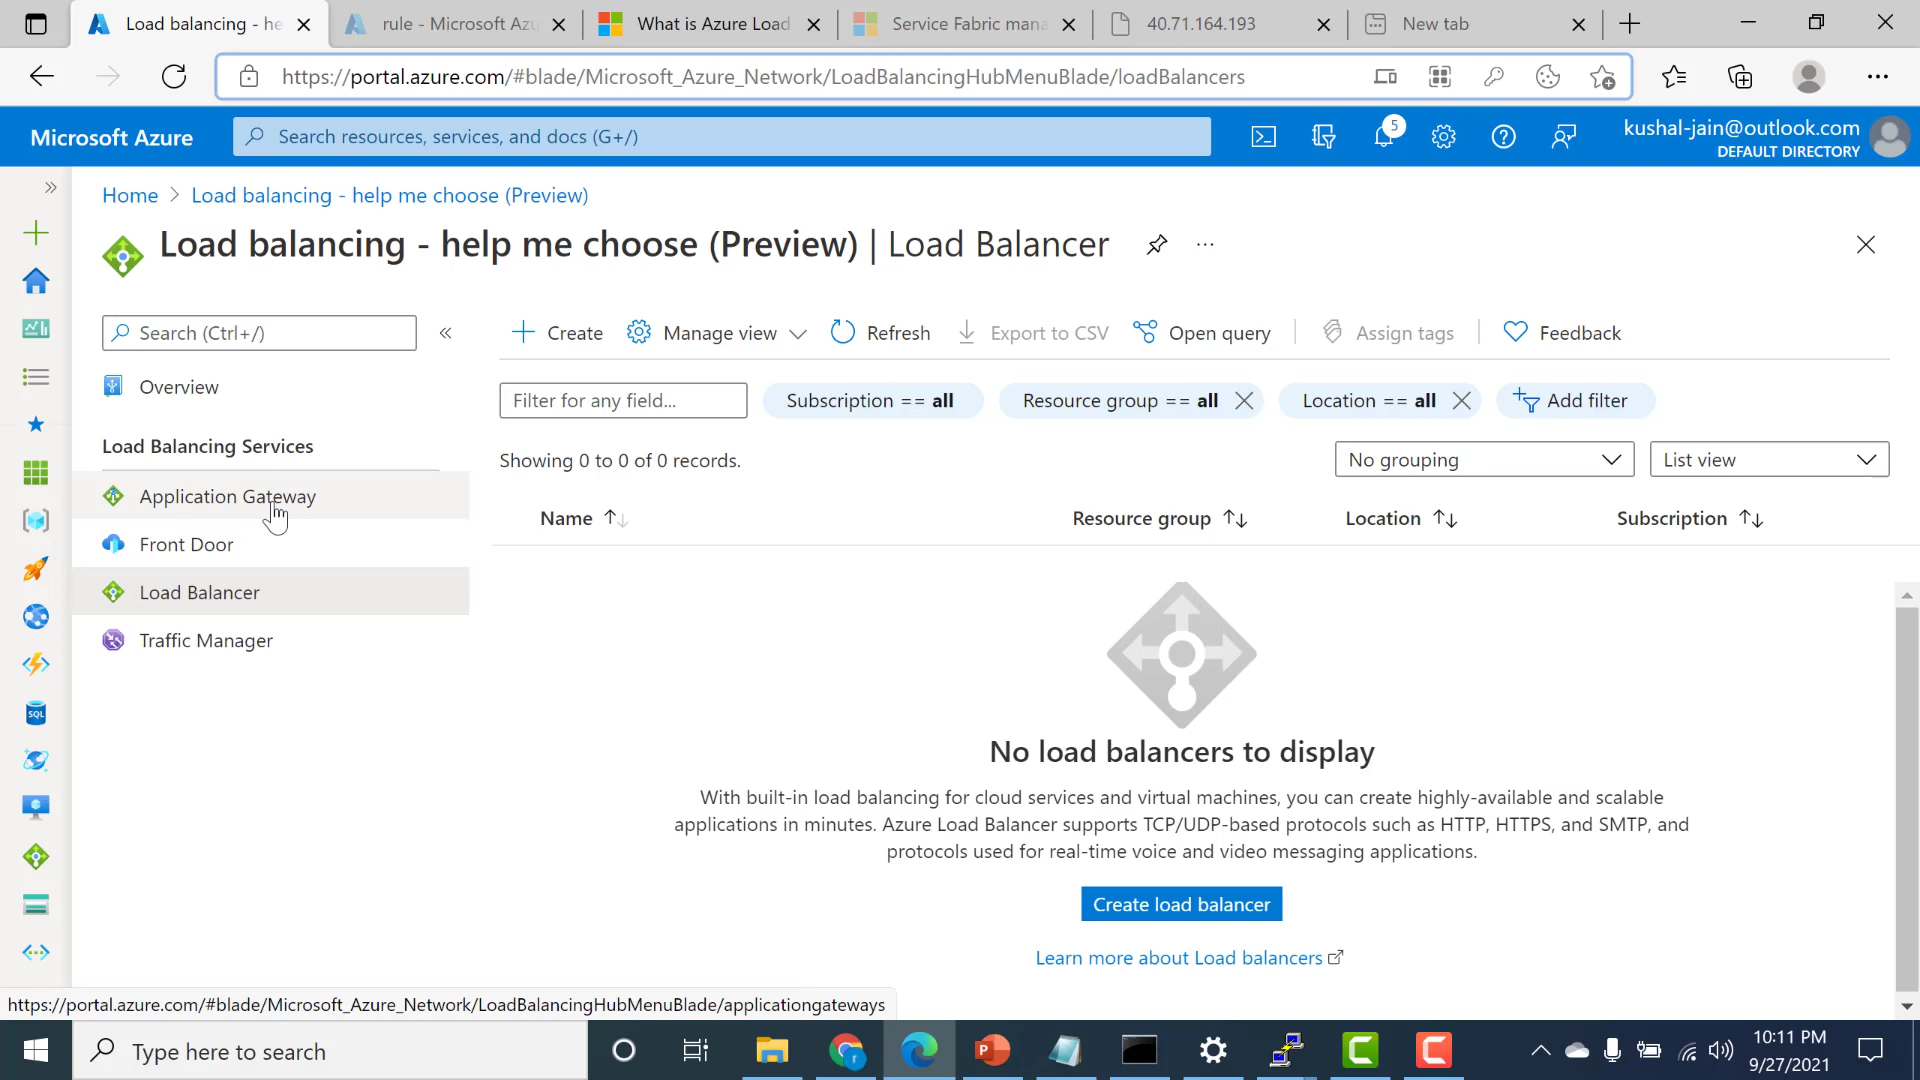 Load balancing - he
rule - Microsoft Azu
What is Azure Load
Service Fabric mana
40.71.164.193
New tab
https://portal.azure.com/#blade/Microsoft_Azure_Network/LoadBalancingHubMenuBlade/loadBalancers
Microsoft Azure
Search resources, services, and docs (G+/)
5
kushal-jain@outlook.com
DEFAULT DIRECTORY
Home
Load balancing - help me choose (Preview)
Load balancing - help me choose (Preview) | Load Balancer
Search (Ctrl+/)
Create
Manage view
Refresh
Export to CSV
Open query
Assign tags
Feedback
Overview
Filter for any field...
Subscription == all
Resource group == all
Location == all
Add filter
Load Balancing Services
Showing 0 to 0 of 0 records.
No grouping
List view
Application Gateway
Front Door
Load Balancer
Traffic Manager
Name
Resource group
Location
Subscription
SQL
No load balancers to display
With built-in load balancing for cloud services and virtual machines, you can create highly-available and scalable
applications in minutes. Azure Load Balancer supports TCP/UDP-based protocols such as HTTP, HTTPS, and SMTP, and
protocols used for real-time voice and video messaging applications.
Create load balancer
Learn more about Load balancers
https://portal.azure.com/#blade/Microsoft_Azure_Network/LoadBalancingHubMenuBlade/applicationgateways
Type here to search
10:11 PM
9/27/2021